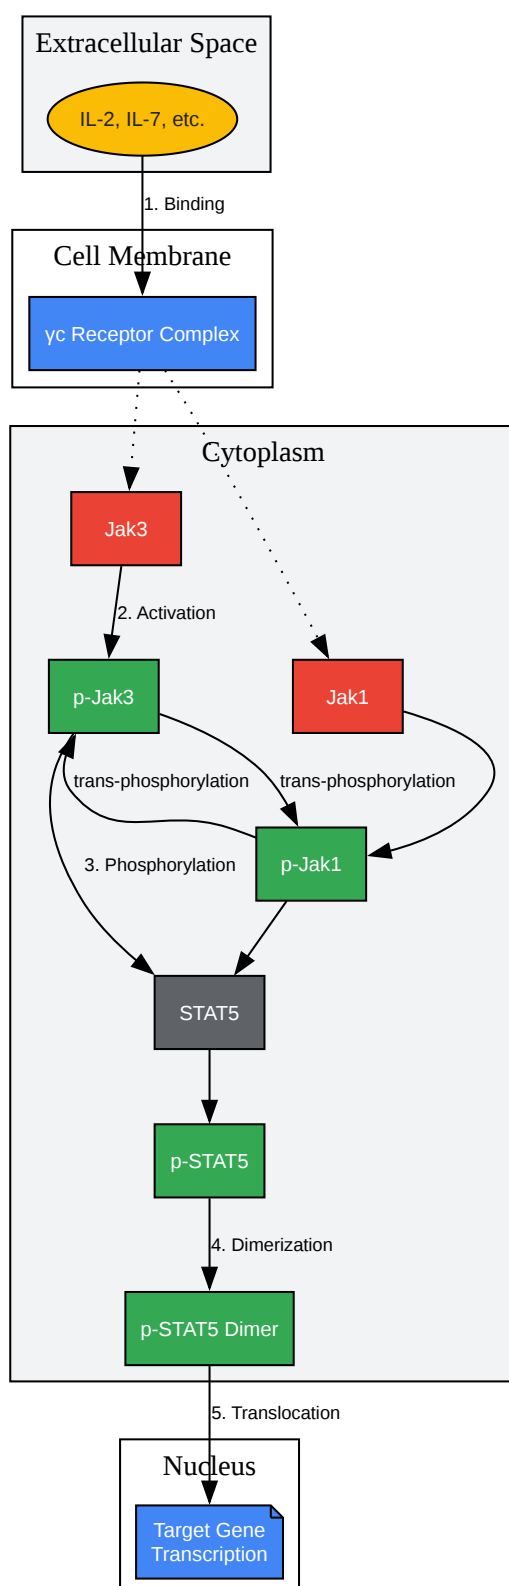 Extracellular Space
IL-2, IL-7, etc.
1. Binding
Cell Membrane
γc Receptor Complex
Cytoplasm
Jak3
2. Activation
p-Jak3
Jak1
trans-phosphorylation
trans-phosphorylation
3. Phosphorylation
p-Jak1
STAT5
p-STAT5
4. Dimerization
p-STAT5 Dimer
5. Translocation
Nucleus
Target Gene
Transcription